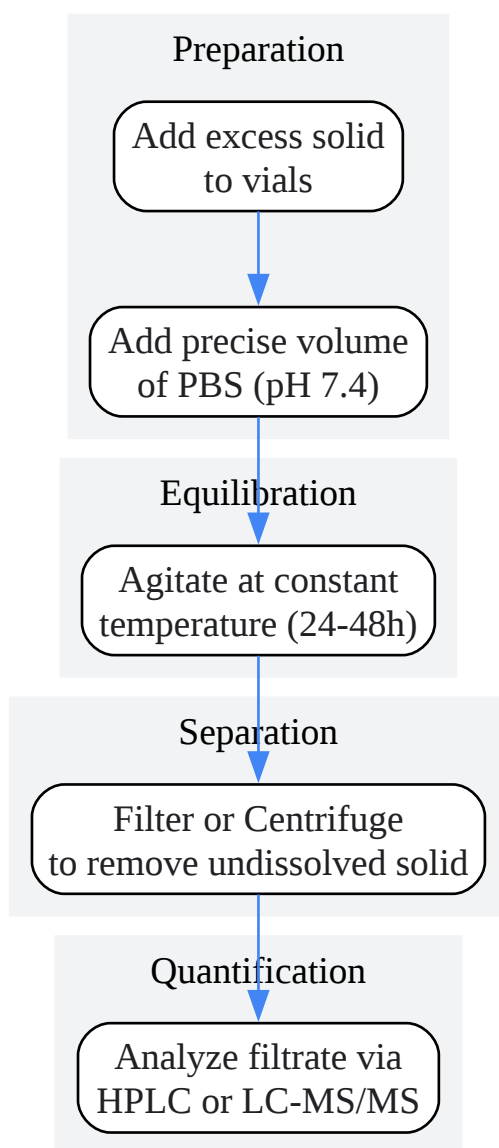 Preparation
Add excess solid
to vials
Add precise volume
of PBS (pH 7.4)
Equilibration
Agitate at constant
temperature (24-48h)
Separation
Filter or Centrifuge
to remove undissolved solid
Quantification
Analyze filtrate via
HPLC or LC-MS/MS